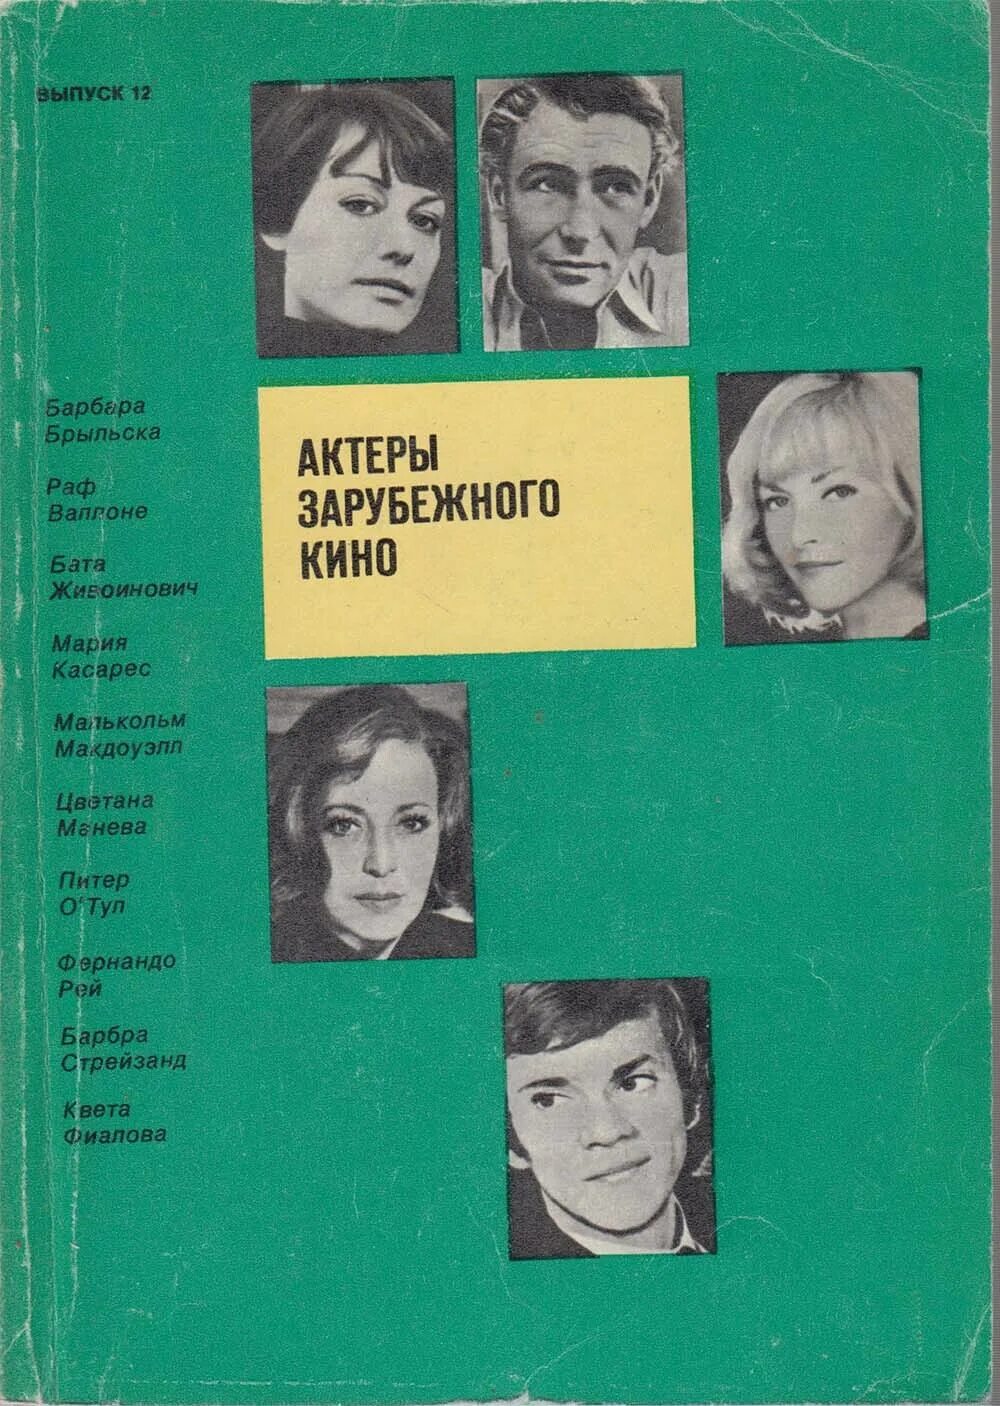 ВЫПУСК 12
АКТЕРЫ
ЗАРУБЕЖНОГО
КИНО
Барбара
Брыльска
Раф
Валлоне
Бата
Живоинович
Мария
Касарес
Малькольм
Макдоуэлл
Цветана
Манева
Питер
О'Тул
Фернандо
Рей
Барбра
Стрейзанд
Квета
Фиалова